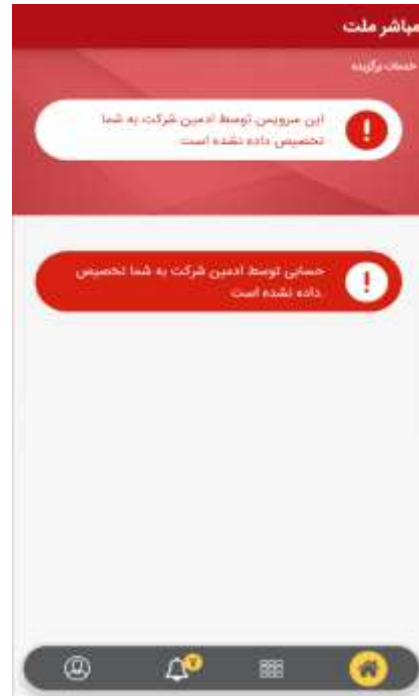 مباشر ملت
خدمات برگزیده
این سرویس توسط ادمین شرکت به شما
تخصیص داده نشده است
حسابی توسط ادمین شرکت به شما تخصیص
داده نشده است